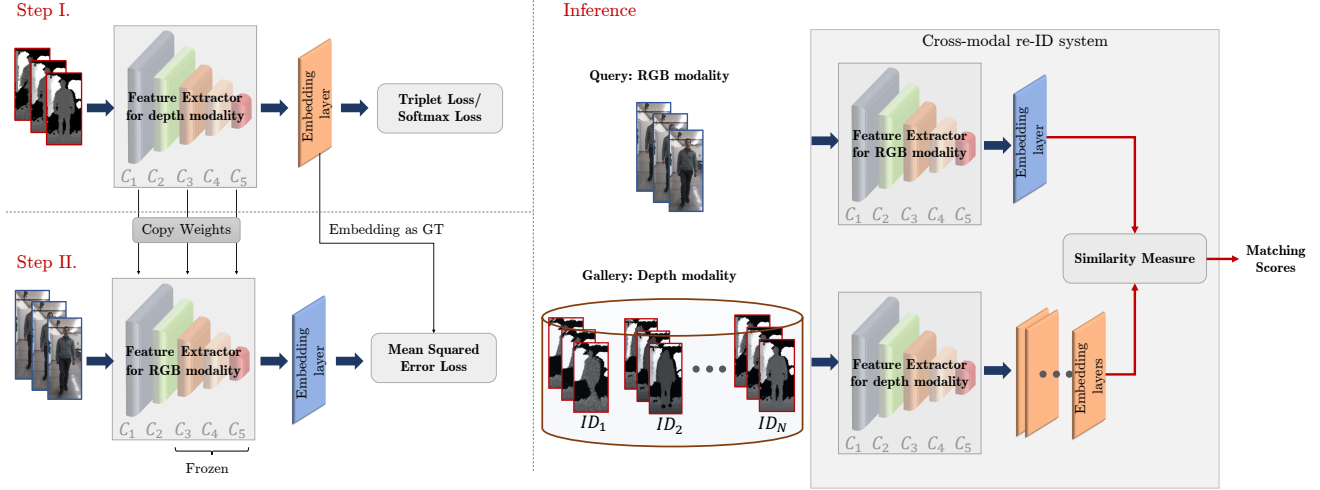 Step I.
Feature Extractor
for depth modality
C1 C2 C3 C4 C5
Embedding
layer
Triplet Loss/
Softmax Loss
Copy Weights
Embedding as GT
Step II.
Feature Extractor
for RGB modality
C1 C2 C3 C4 C5
Frozen
Embedding
layer
Mean Squared
Error Loss
Inference
Query: RGB modality
Gallery: Depth modality
ID1
ID2
IDN
Cross-modal re-ID system
Feature Extractor
for RGB modality
C1 C2 C3 C4 C5
Embedding
layer
Feature Extractor
for depth modality
C1 C2 C3 C4 C5
Embedding
layers
Similarity Measure
Matching
Scores